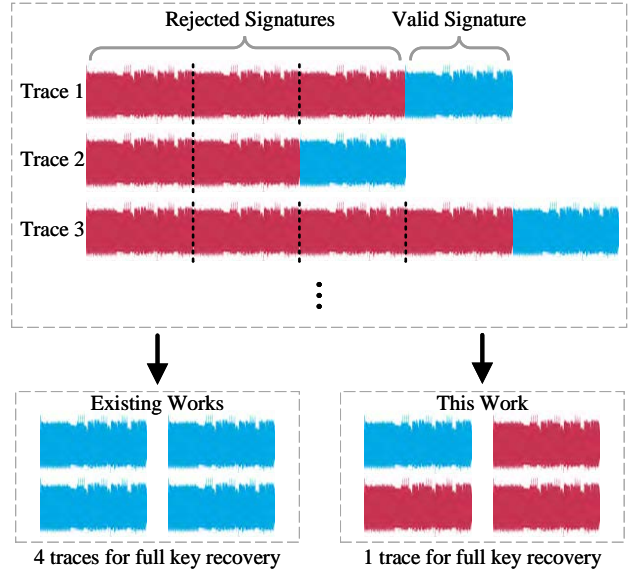 Rejected Signatures Valid Signature
Trace 1
Trace 2
Trace 3
Existing Works This Work
4 traces for full key recovery 1 trace for full key recovery